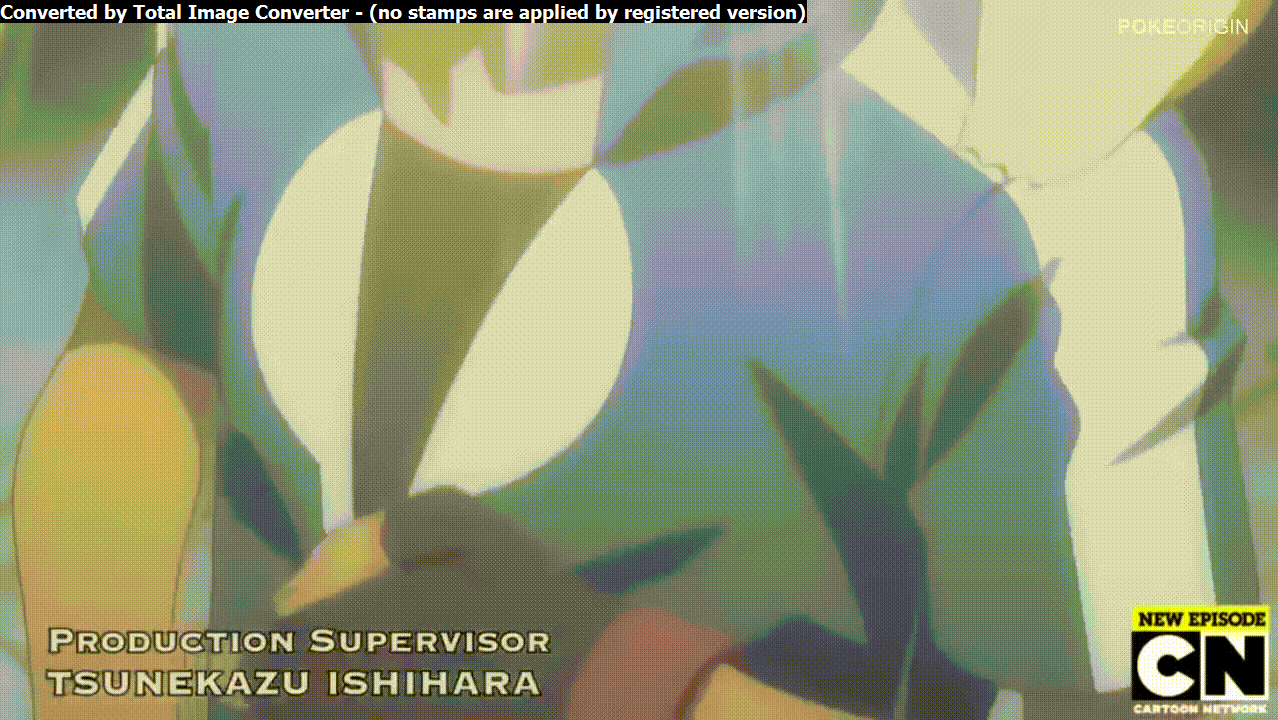 Converted by Total Image Converter - (no stamps are applied by registered version)
POKEORIGIN
PRODUCTION SUPERVISOR
TSUNEKAZU ISHIHARA
NEW EPISODE
CN
CARTOON NETWORK